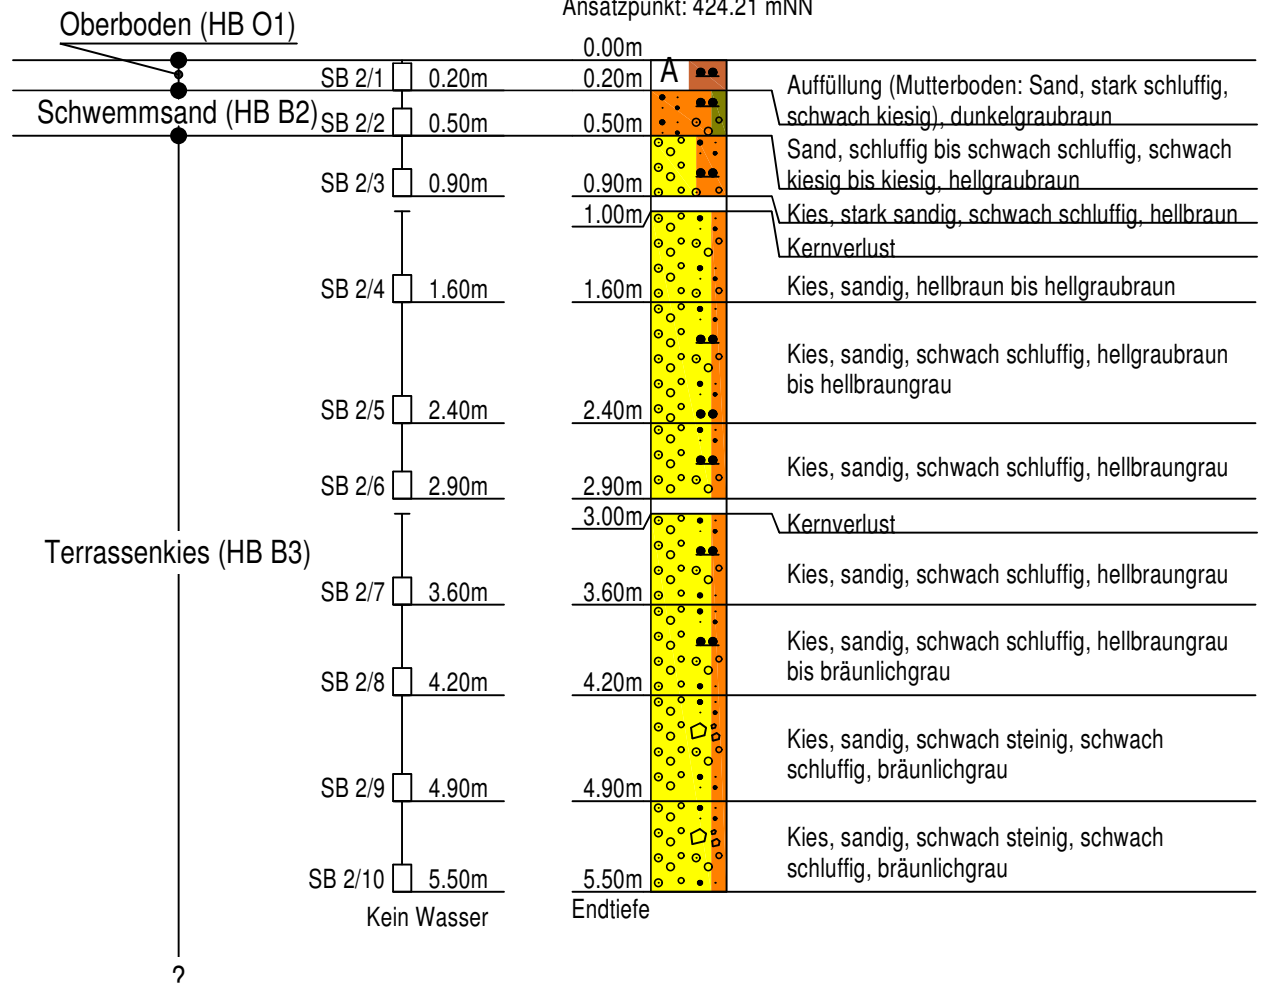 Ansatzpunkt: 424.21 mNN
Oberboden (HB O1)
0.00m
SB 2/1 0.20m 0.20m A
Auffüllung (Mutterboden: Sand, stark schluffig,
schwach kiesig), dunkelgraubraun
Schwemmsand (HB B2) SB 2/2 0.50m 0.50m
Sand, schluffig bis schwach schluffig, schwach
kiesig bis kiesig, hellgraubraun
SB 2/3 0.90m 0.90m
Kies, stark sandig, schwach schluffig, hellbraun
1.00m
Kernverlust
SB 2/4 1.60m 1.60m
Kies, sandig, hellbraun bis hellgraubraun
Kies, sandig, schwach schluffig, hellgraubraun
bis hellbraungrau
SB 2/5 2.40m 2.40m
Kies, sandig, schwach schluffig, hellbraungrau
SB 2/6 2.90m 2.90m
3.00m
Kernverlust
Terrassenkies (HB B3)
Kies, sandig, schwach schluffig, hellbraungrau
SB 2/7 3.60m 3.60m
Kies, sandig, schwach schluffig, hellbraungrau
bis bräunlichgrau
SB 2/8 4.20m 4.20m
Kies, sandig, schwach steinig, schwach
schluffig, bräunlichgrau
SB 2/9 4.90m 4.90m
Kies, sandig, schwach steinig, schwach
schluffig, bräunlichgrau
SB 2/10 5.50m 5.50m
Kein Wasser
Endtiefe
?